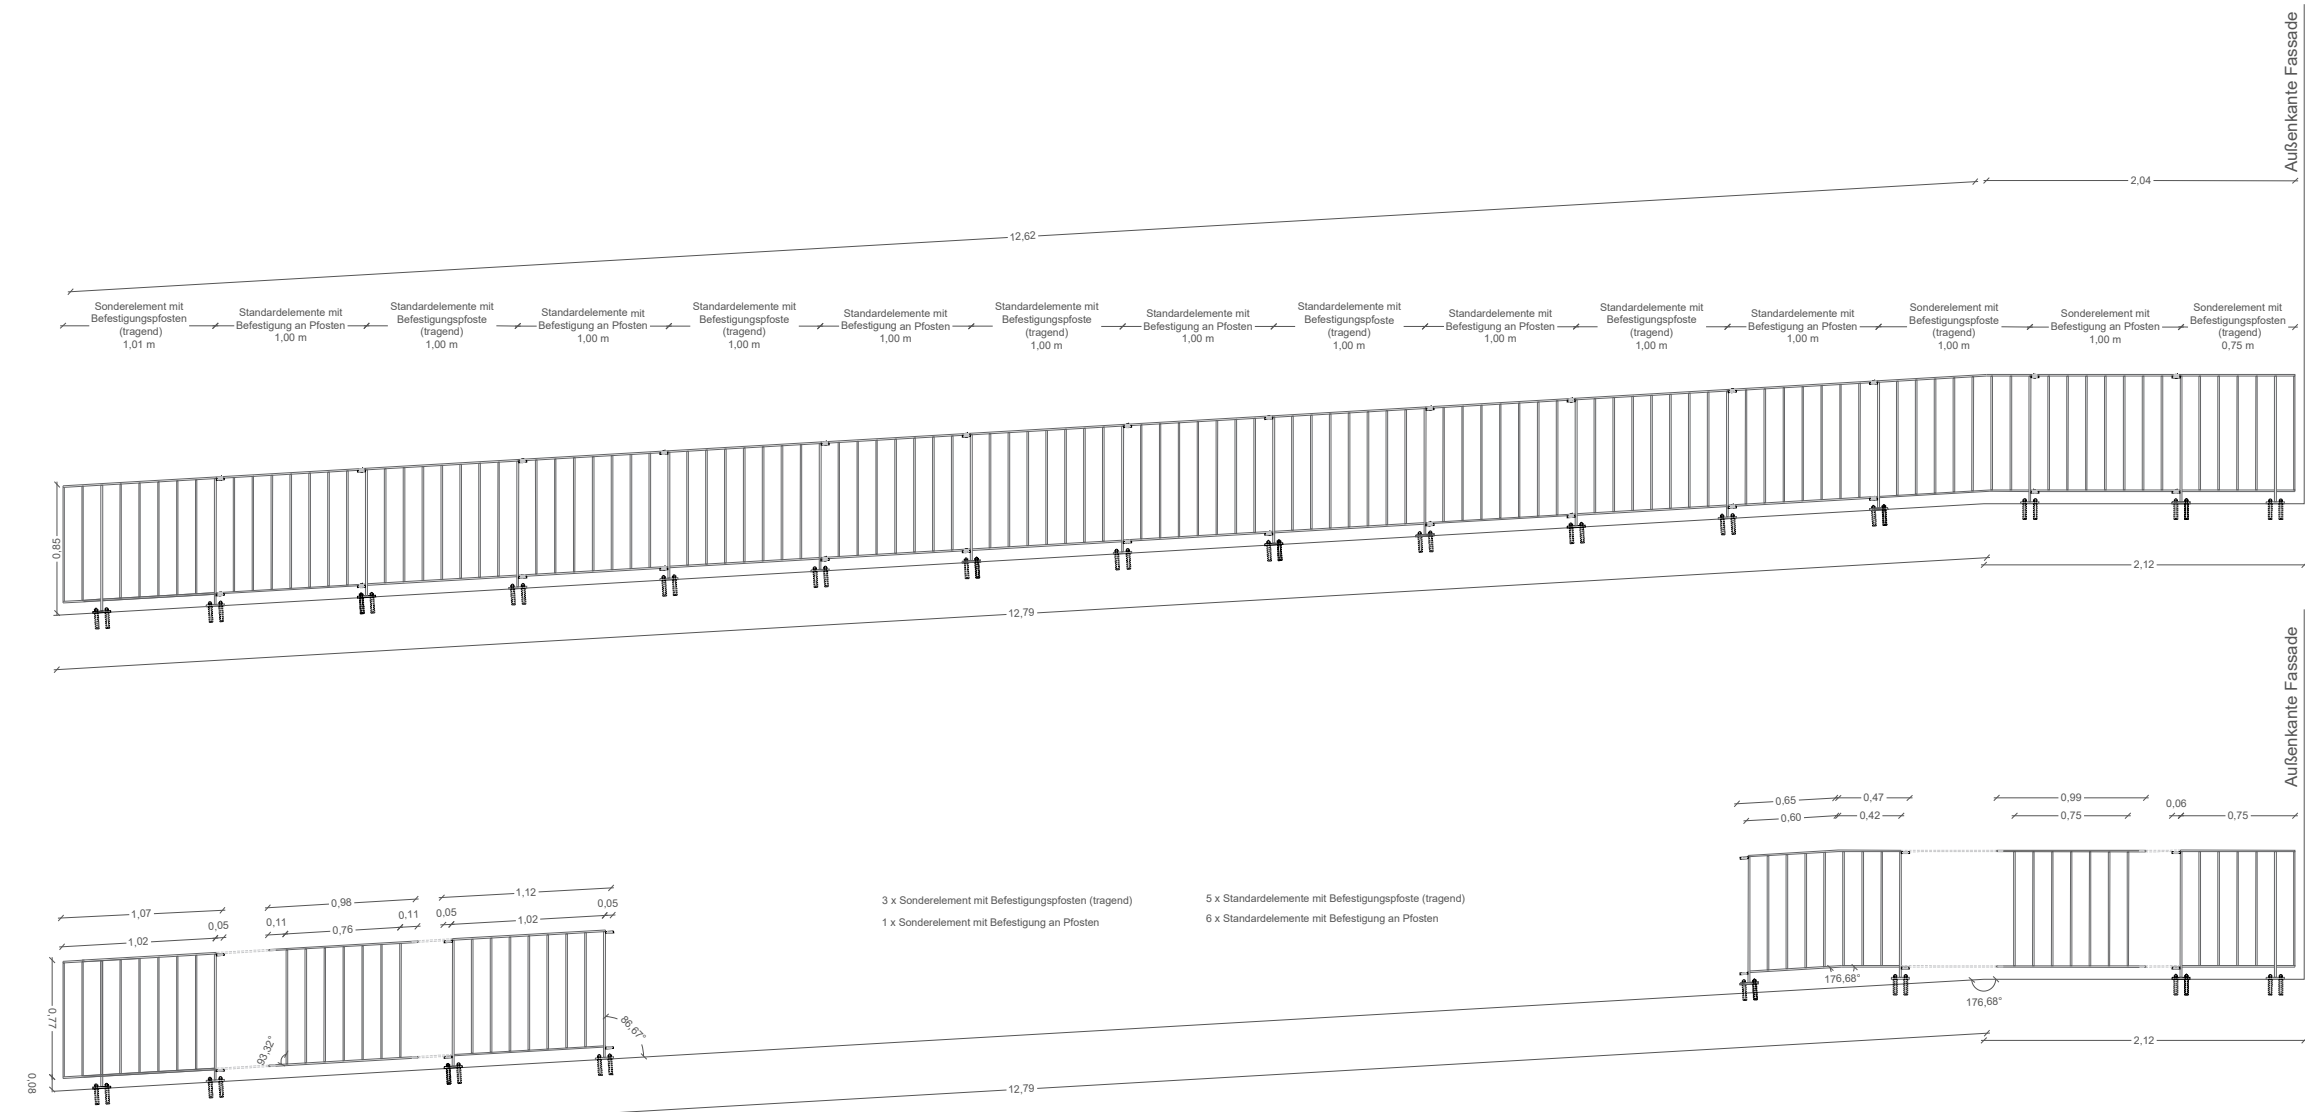 Außenkante Fassade
2,04
12,62
Sonderelement mit
Befestigungspfosten
(tragend)
1,01 m
Standardelemente mit
Befestigung an Pfosten
1,00 m
Standardelemente mit
Befestigungspfoste
(tragend)
1,00 m
Standardelemente mit
Befestigung an Pfosten
1,00 m
Standardelemente mit
Befestigungspfoste
(tragend)
1,00 m
Standardelemente mit
Befestigung an Pfosten
1,00 m
Standardelemente mit
Befestigungspfoste
(tragend)
1,00 m
Standardelemente mit
Befestigung an Pfosten
1,00 m
Standardelemente mit
Befestigungspfoste
(tragend)
1,00 m
Standardelemente mit
Befestigung an Pfosten
1,00 m
Standardelemente mit
Befestigungspfoste
(tragend)
1,00 m
Standardelemente mit
Befestigung an Pfosten
1,00 m
Sonderelement mit
Befestigungspfoste
(tragend)
1,00 m
Sonderelement mit
Befestigung an Pfosten
1,00 m
Sonderelement mit
Befestigungspfosten
(tragend)
0,75 m
0,85
2,12
12,79
Außenkante Fassade
0,65
0,47
0,99
0,06
0,60
0,42
0,75
0,75
1,12
0,98
1,07
0,11
0,11
0,05
0,05
0,05
1,02
0,76
1,02
3 x Sonderelement mit Befestigungspfosten (tragend)
1 x Sonderelement mit Befestigung an Pfosten
5 x Standardelemente mit Befestigungspfoste (tragend)
6 x Standardelemente mit Befestigung an Pfosten
176,68°
176,68°
0,77
93,32°
86,67°
0,08
2,12
12,79